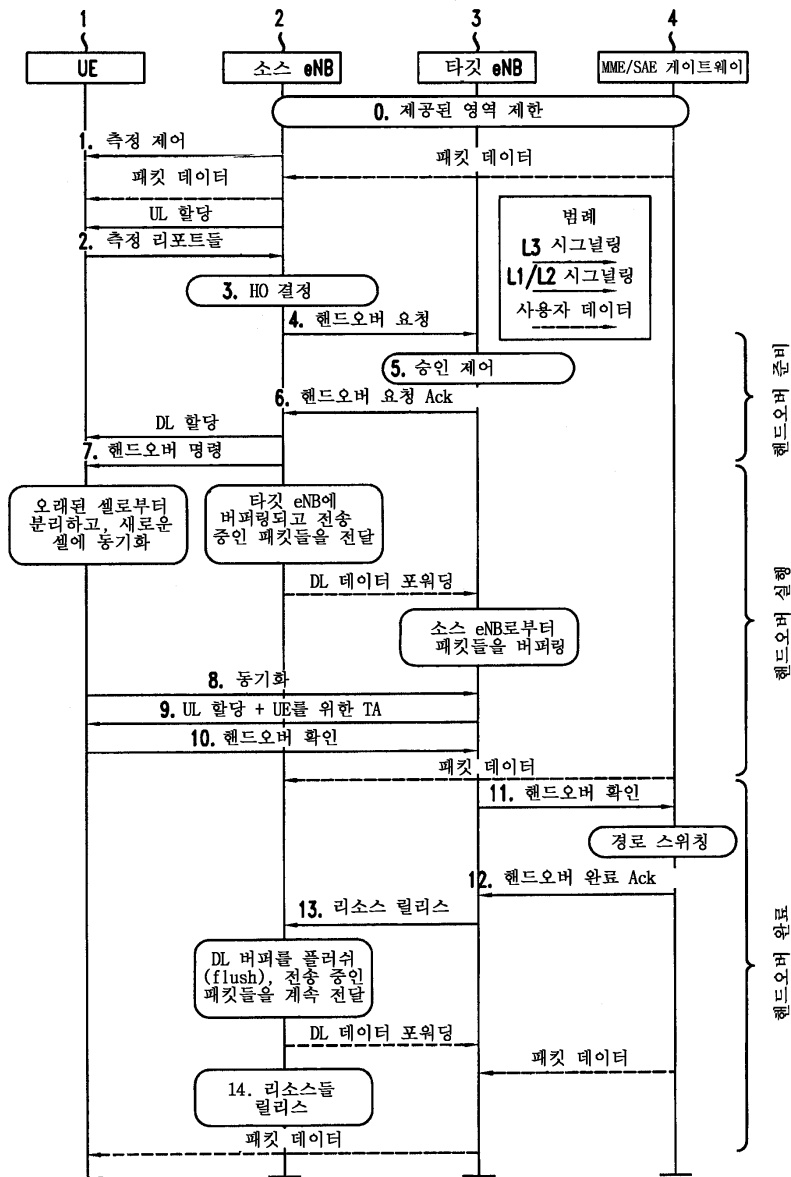 1
2
3
4
UE
소스 eNB
타깃 eNB
MME/SAE 게이트웨이
0. 제공된 영역 제한
1. 측정 제어
패킷 데이터
패킷 데이터
UL 할당
2. 측정 리포트들
범례
L3 시그널링
L1/L2 시그널링
사용자 데이터
3. HO 결정
4. 핸드오버 요청
5. 승인 제어
6. 핸드오버 요청 Ack
DL 할당
7. 핸드오버 명령
핸드오버 준비
오래된 셀로부터
분리하고, 새로운
셀에 동기화
타깃 eNB에
버퍼링되고 전송
중인 패킷들을 전달
DL 데이터 포워딩
소스 eNB로부터
패킷들을 버퍼링
8. 동기화
9. UL 할당 + UE를 위한 TA
10. 핸드오버 확인
핸드오버 실행
패킷 데이터
11. 핸드오버 확인
경로 스위칭
12. 핸드오버 완료 Ack
13. 리소스 릴리스
DL 버퍼를 플러쉬
(flush), 전송 중인
패킷들을 계속 전달
DL 데이터 포워딩
패킷 데이터
14. 리소스들
릴리스
패킷 데이터
핸드오버 완료